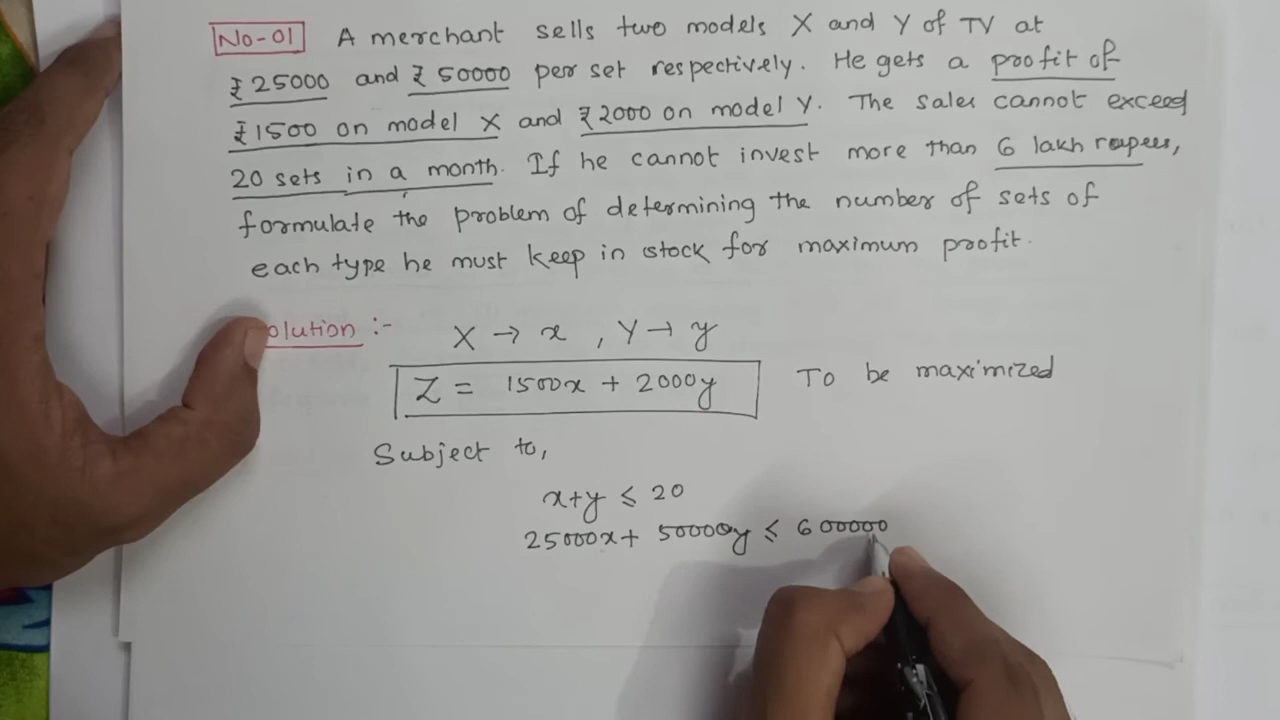 No-01 A merchant sells two models X and Y of TV at
₹25000 and ₹50000 per set respectively. He gets a profit of
₹1500 on model X and ₹2000 on model Y. The sales cannot exceed
20 sets in a month. If he cannot invest more than 6 lakh rupees,
formulate the problem of determining the number of sets of
each type he must keep in stock for maximum profit.
olution :- X → x , Y → y
Z = 1500x + 2000y To be maximized
Subject to,
x+y ≤ 20
25000x + 50000y ≤ 600000